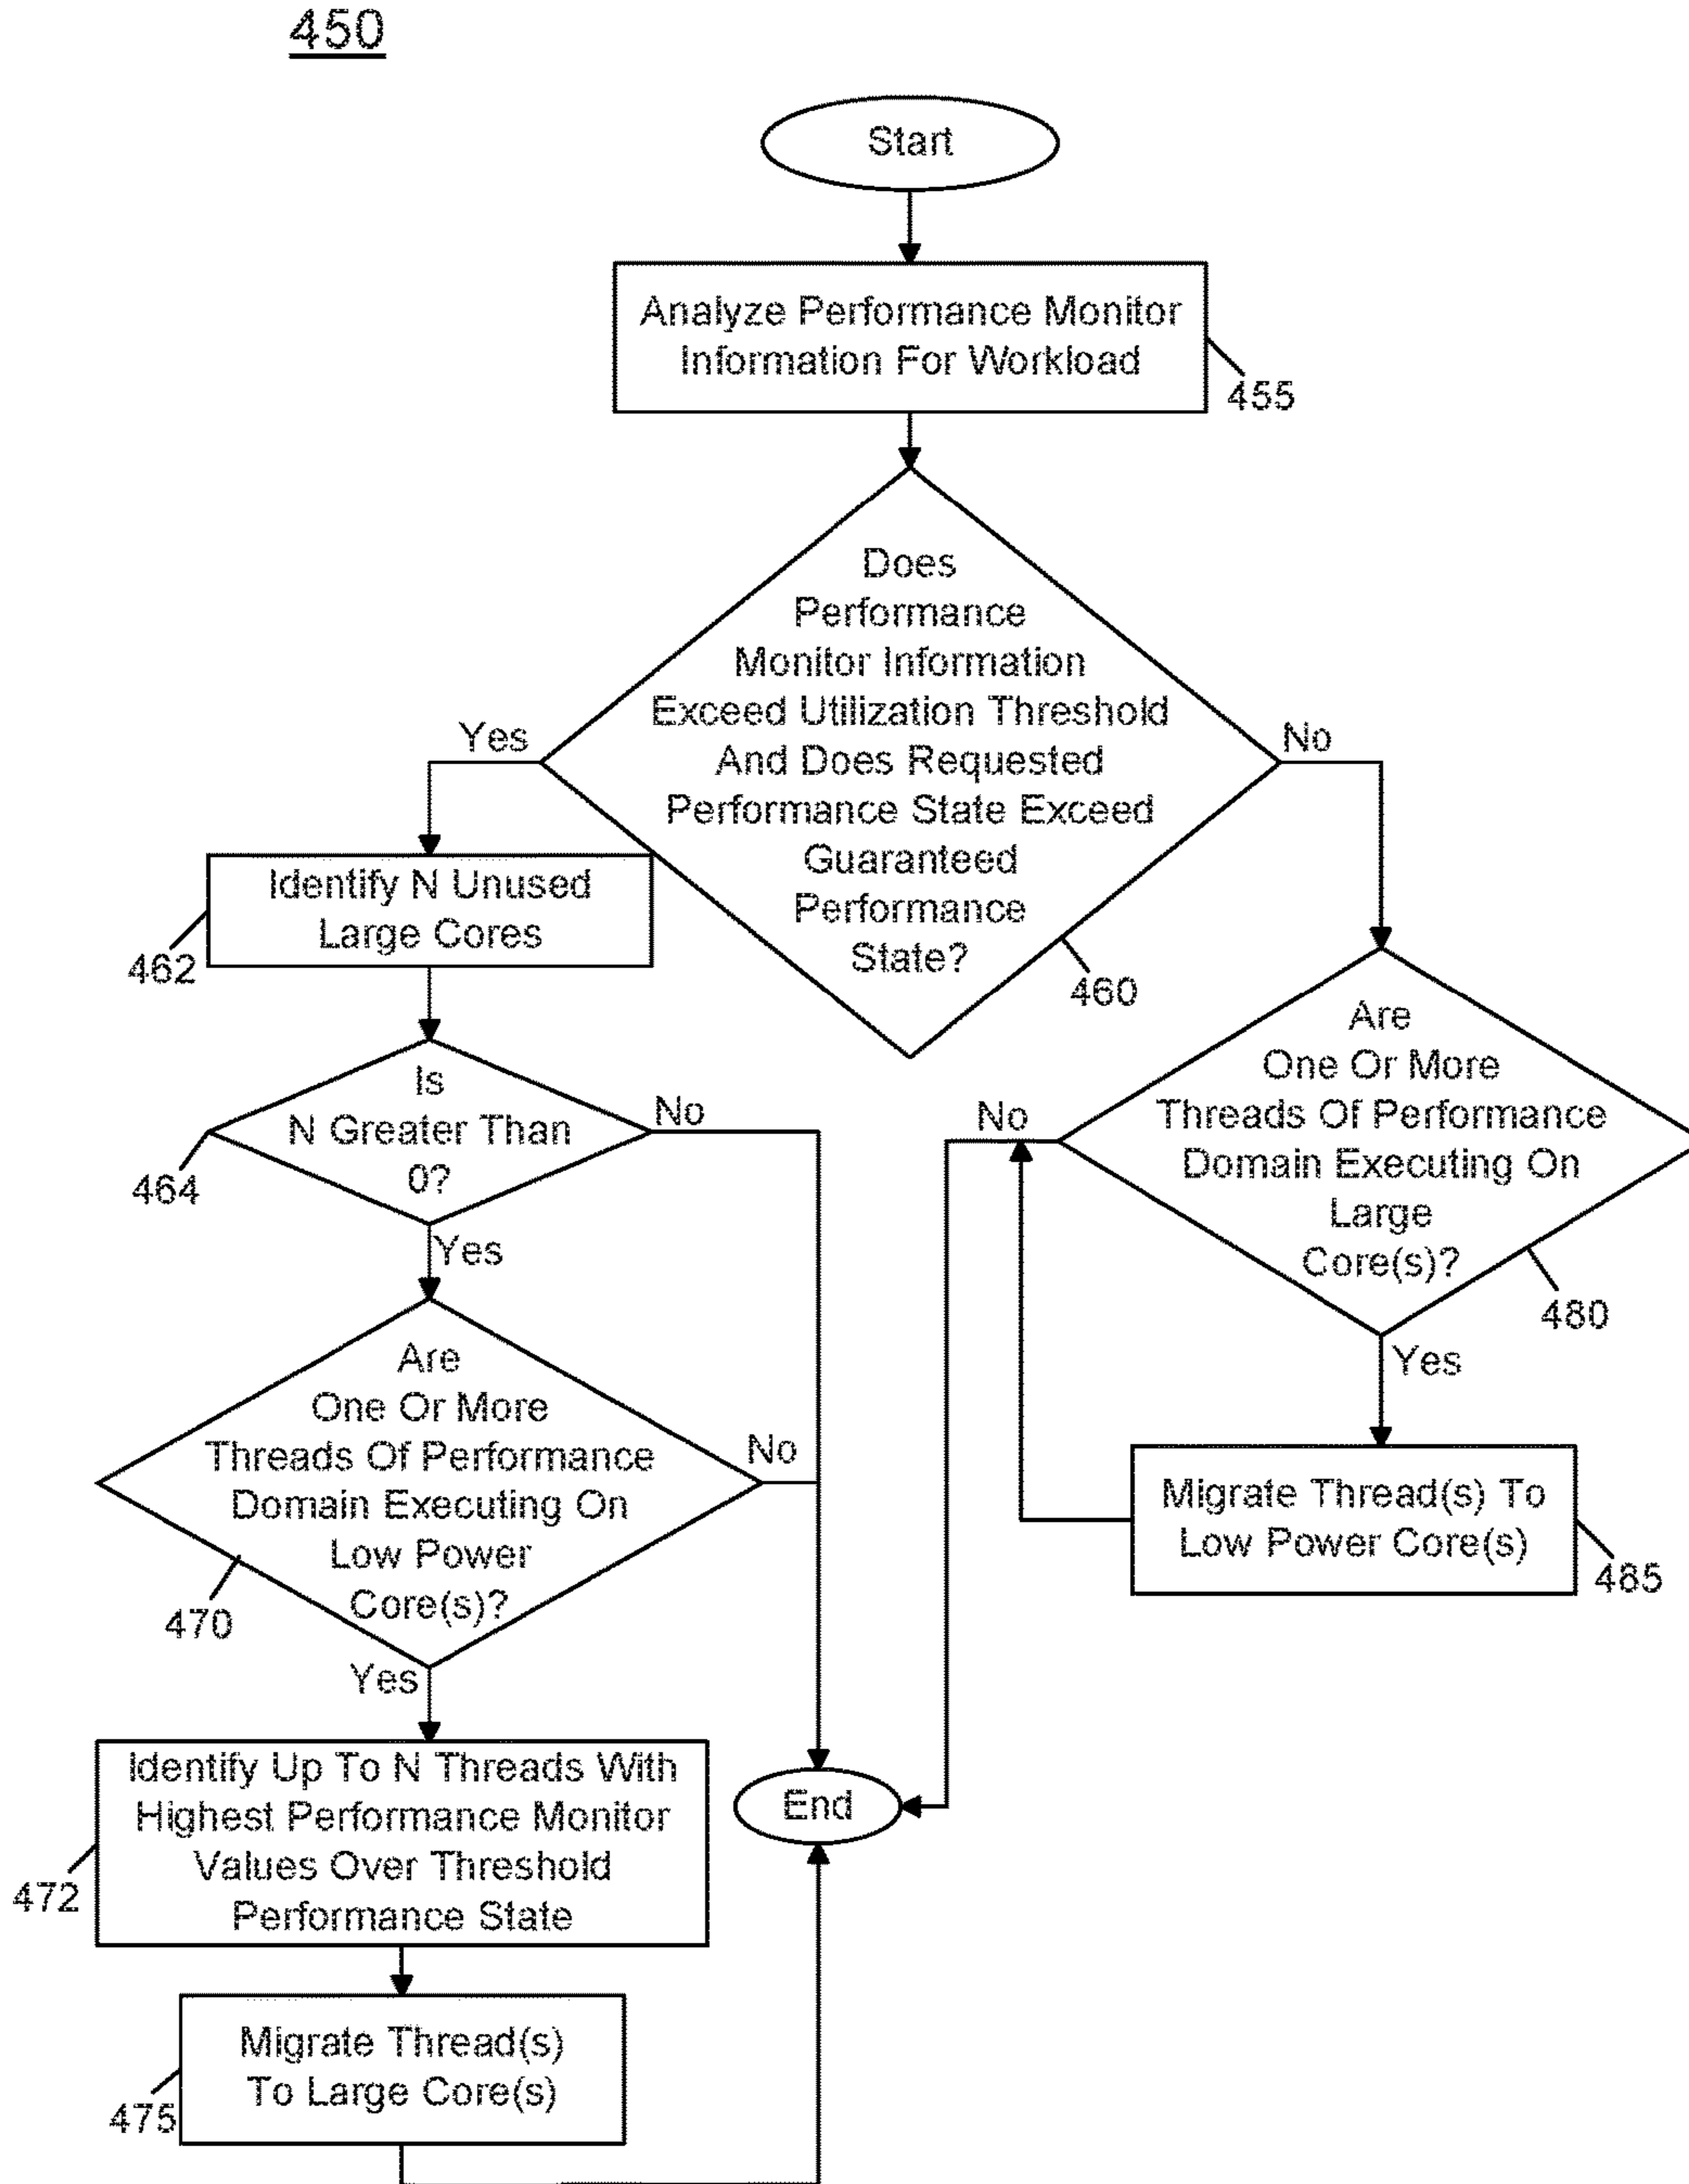 450
Start
Analyze Performance Monitor
Information For Workload
455
Does
Performance
Monitor Information
Exceed Utilization Threshold
And Does Requested
Performance State Exceed
Guaranteed
Performance
State?
460
Yes
No
Identify N Unused
Large Cores
462
Is
N Greater Than
0?
464
No
Yes
Are
One Or More
Threads Of Performance
Domain Executing On
Large
Core(s)?
480
No
Yes
Are
One Or More
Threads Of Performance
Domain Executing On
Low Power
Core(s)?
470
No
Yes
Migrate Thread(s) To
Low Power Core(s)
485
Identify Up To N Threads With
Highest Performance Monitor
Values Over Threshold
Performance State
472
End
Migrate Thread(s)
To Large Core(s)
475